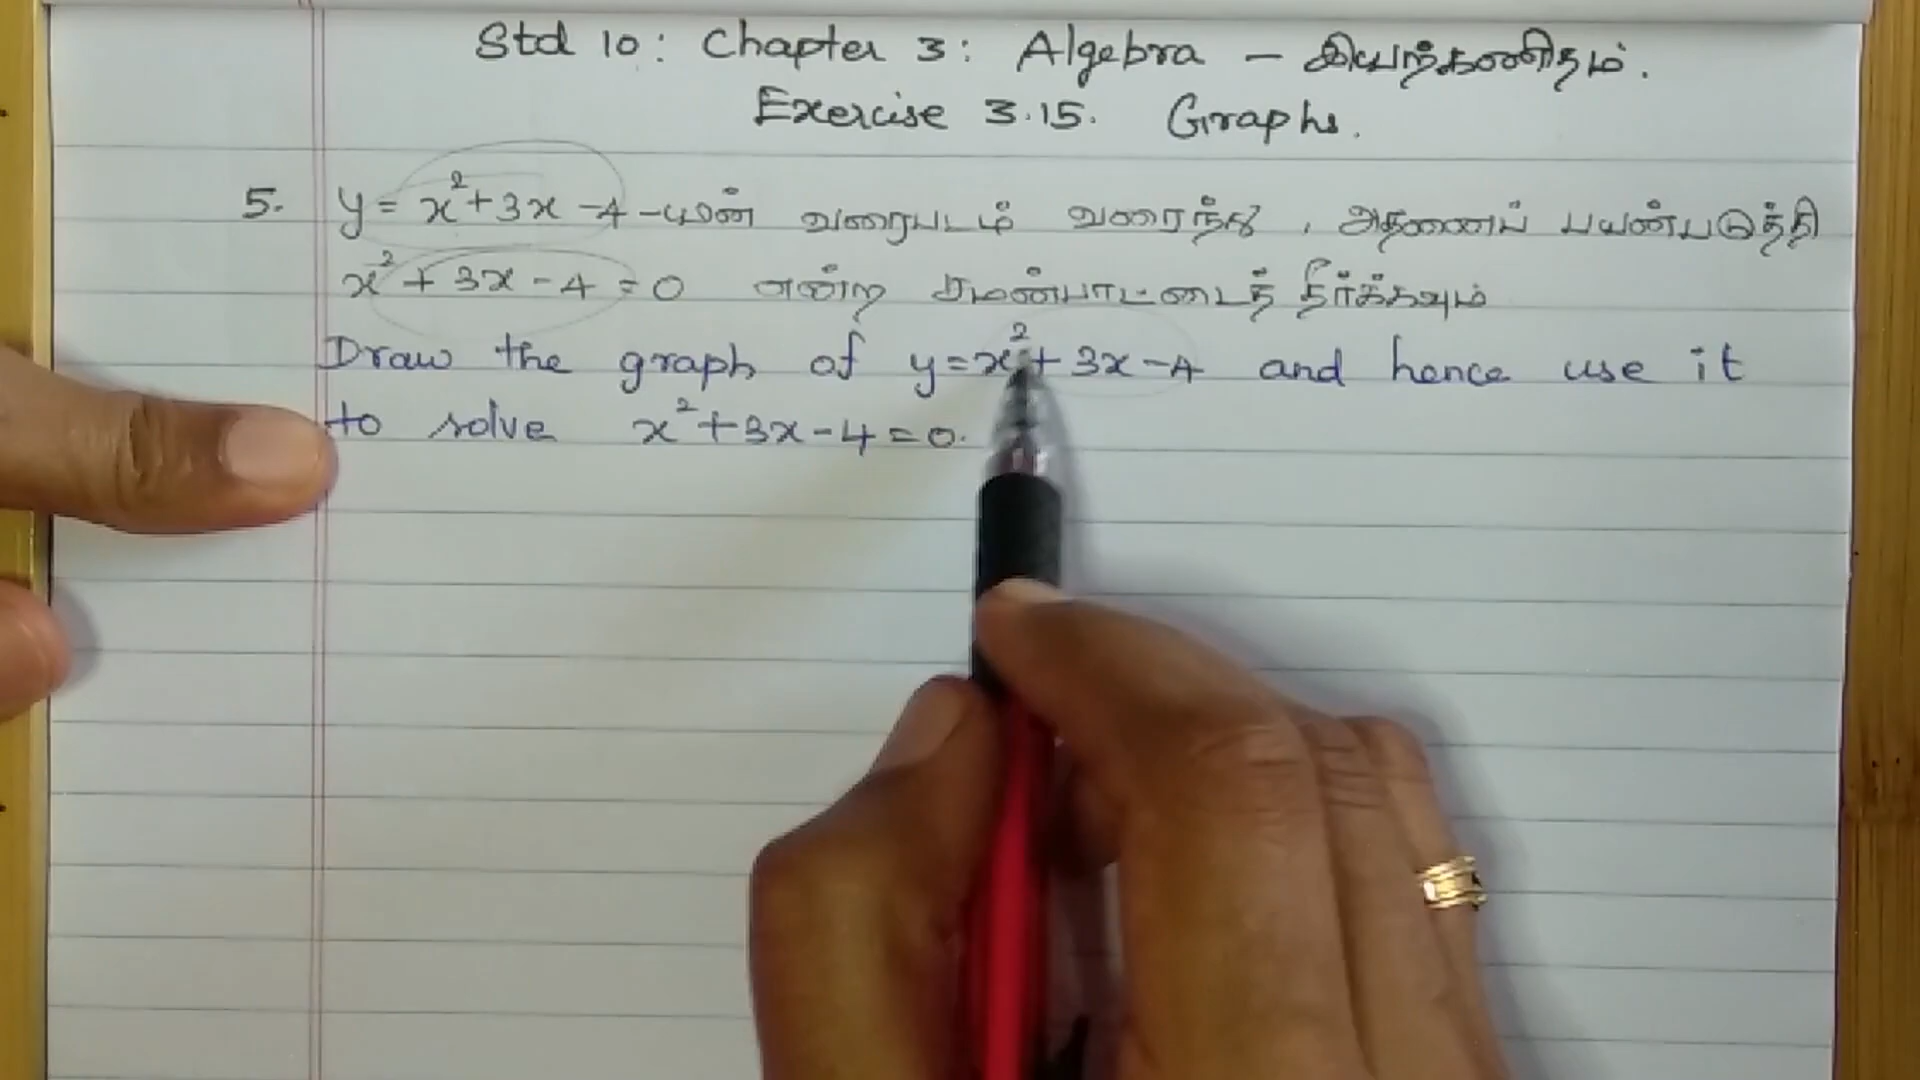 Std 10: Chapter 3: Algebra - இயற்கணிதம்.
Exercise 3.15. Graphs.
5. y = x²+3x-4-யின் வரைபடம் வரைந்து, அதனைப் பயன்படுத்தி
x²+3x-4=0 என்ற சமன்பாட்டைத் தீர்க்கவும்
Draw the graph of y=x²+3x-4 and hence use it
to solve x²+3x-4=0.